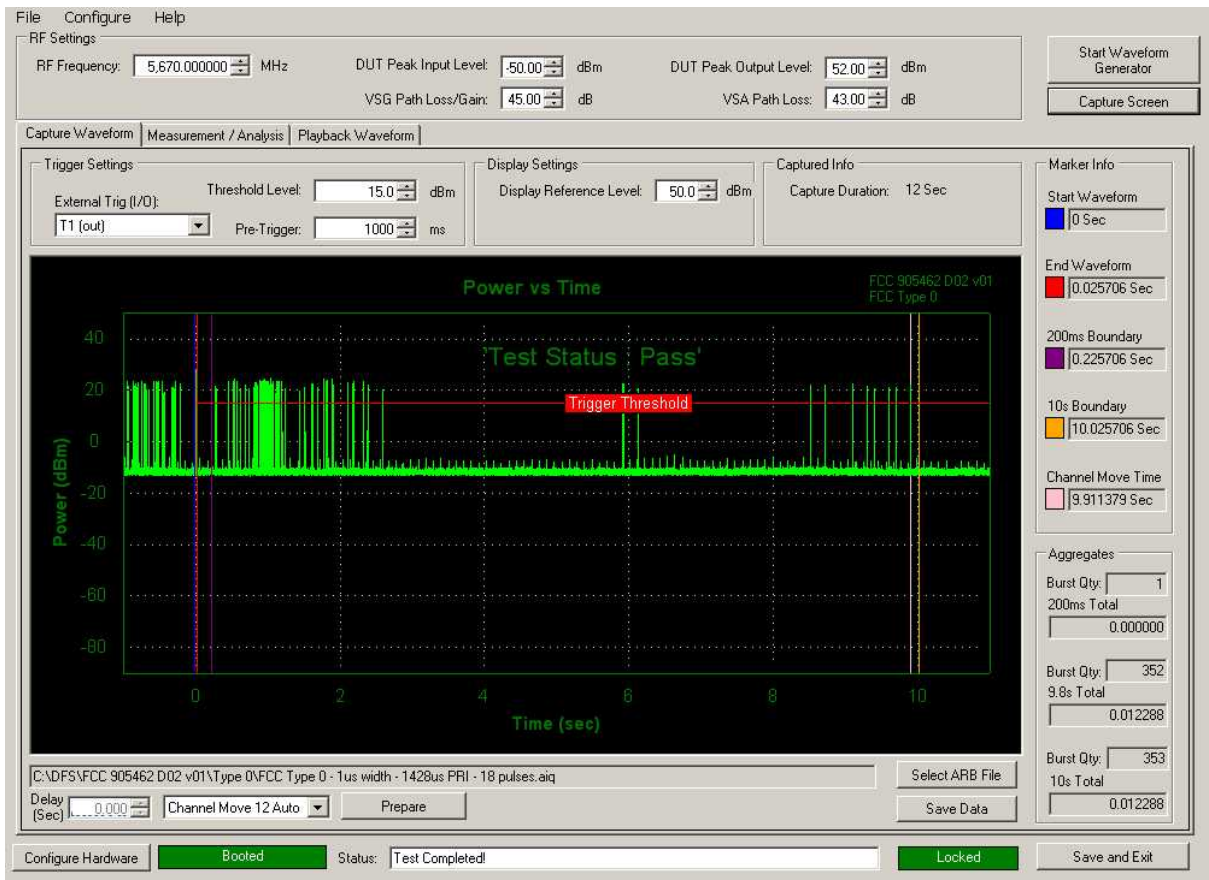 File Configure Help
RF Settings
RF Frequency: 5,670.000000 MHz
DUT Peak Input Level: -50.00 dBm
DUT Peak Output Level: 52.00 dBm
VSG Path Loss/Gain: 45.00 dB
VSA Path Loss: 43.00 dB
Start Waveform Generator
Capture Screen
Capture Waveform Measurement / Analysis Playback Waveform
Trigger Settings
External Trig (I/O):
T1 (out)
Threshold Level: 15.0 dBm
Pre-Trigger: 1000 ms
Display Settings
Display Reference Level: 50.0 dBm
Captured Info
Capture Duration: 12 Sec
Marker Info
Start Waveform
0 Sec
End Waveform
0.025706 Sec
200ms Boundary
0.225706 Sec
10s Boundary
10.025706 Sec
Channel Move Time
9.911379 Sec
Power vs Time
FCC 905462 D02 v01
FCC Type 0
'Test Status : Pass'
Trigger Threshold
Power (dBm)
40
20
0
-20
-40
-60
-80
0 2 4 6 8 10
Time (sec)
Aggregates
Burst Qty: 1
200ms Total
0.000000
Burst Qty: 352
9.8s Total
0.012288
Burst Qty: 353
10s Total
0.012288
C:\DFS\FCC 905462 D02 v01\Type 0\FCC Type 0 - 1us width - 1428us PRI - 18 pulses.aiq
Select ARB File
Delay (Sec) 0.000
Channel Move 12 Auto
Prepare
Save Data
Configure Hardware
Booted
Status: Test Completed!
Locked
Save and Exit